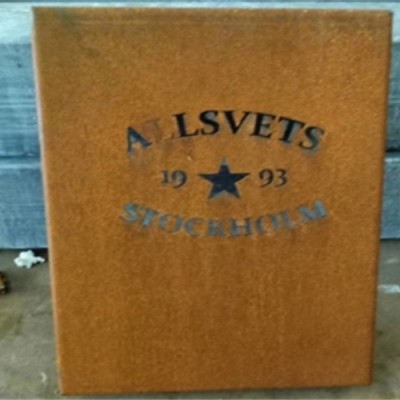 ALLSVETS
19 ★ 93
STOCKHOLM